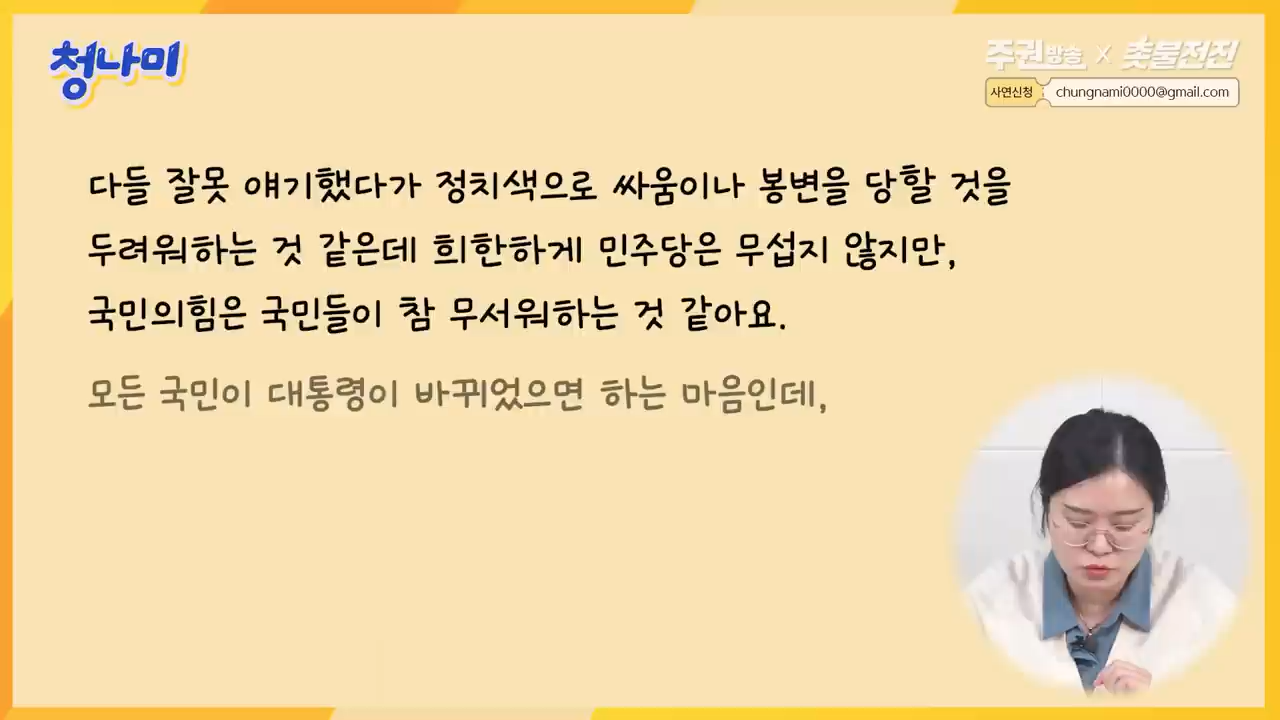 청나미
주권방송 X 촛불전진
사연신청 chungnami0000@gmail.com
다들 잘못 얘기했다가 정치색으로 싸움이나 봉변을 당할 것을
두려워하는 것 같은데 희한하게 민주당은 무섭지 않지만,
국민의힘은 국민들이 참 무서워하는 것 같아요.
모든 국민이 대통령이 바뀌었으면 하는 마음인데,